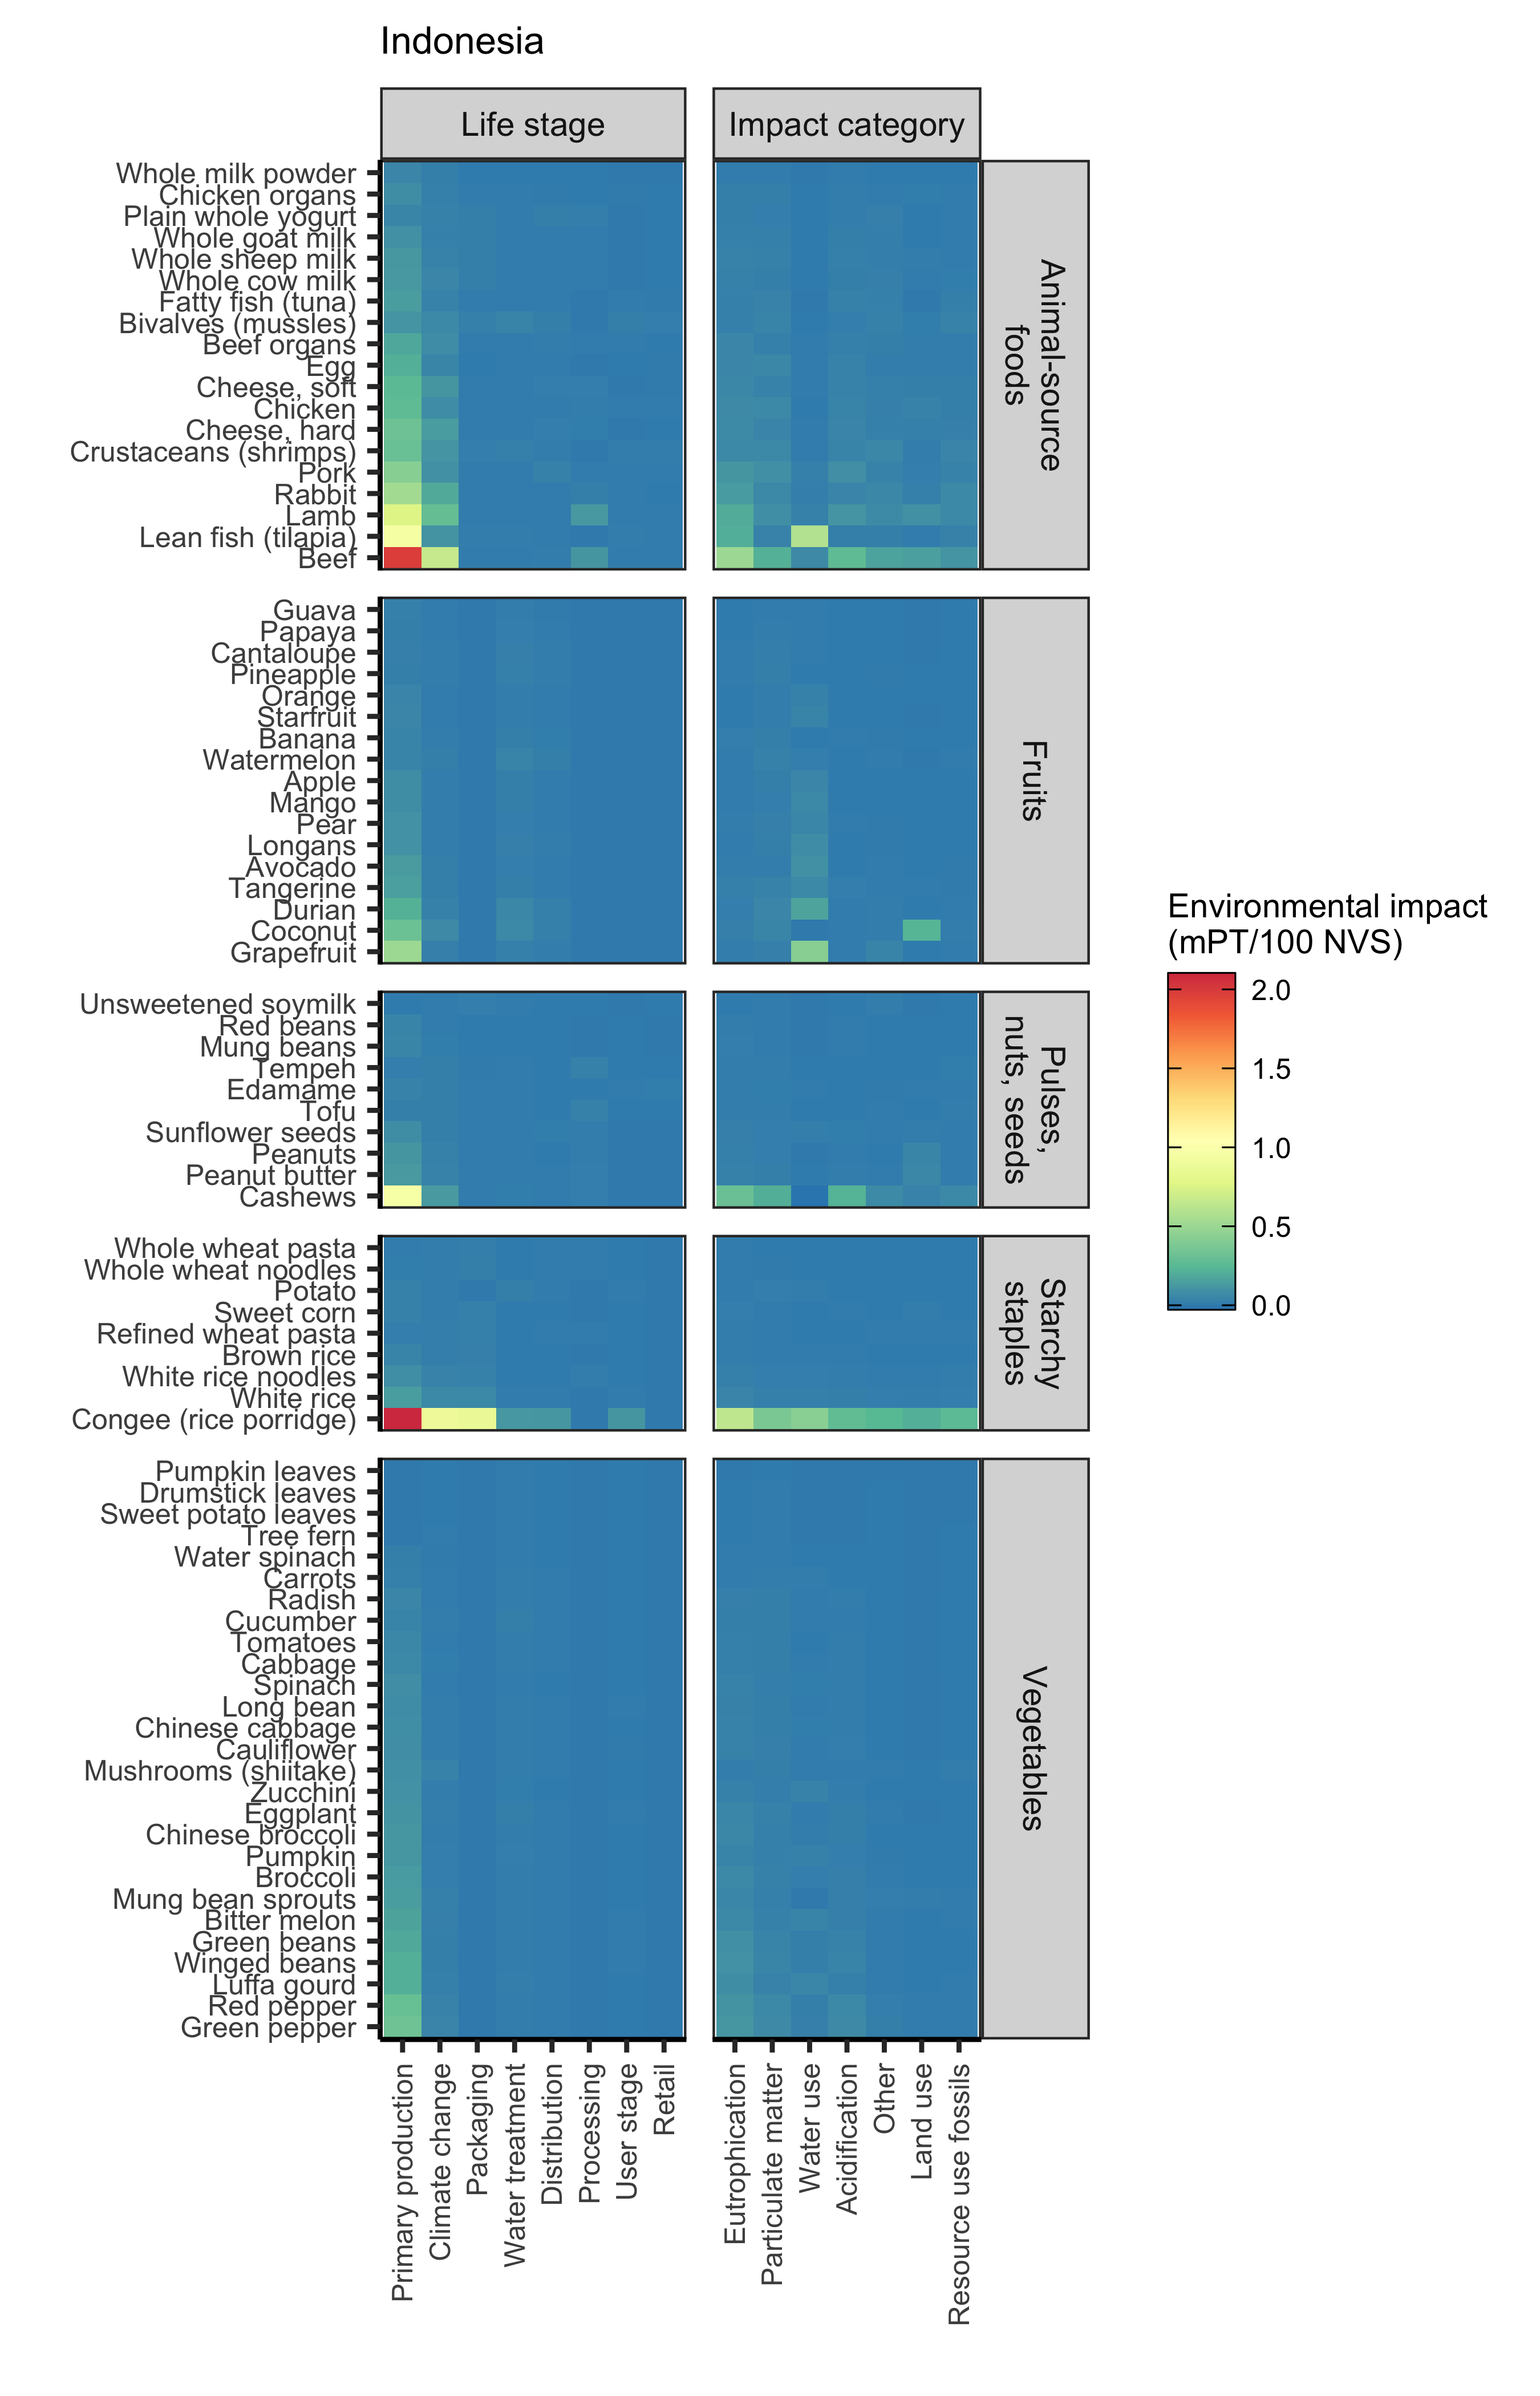 Indonesia
Life stage
Impact category
Whole milk powder
Chicken organs
Plain whole yogurt
Whole goat milk
Whole sheep milk
Whole cow milk
Fatty fish (tuna)
Bivalves (mussles)
Beef organs
Egg
Cheese, soft
Chicken
Cheese, hard
Crustaceans (shrimps)
Pork
Rabbit
Lamb
Lean fish (tilapia)
Beef
Animal-source
foods
Guava
Papaya
Cantaloupe
Pineapple
Orange
Starfruit
Banana
Watermelon
Apple
Mango
Pear
Longans
Avocado
Tangerine
Durian
Coconut
Grapefruit
Fruits
Unsweetened soymilk
Red beans
Mung beans
Tempeh
Edamame
Tofu
Sunflower seeds
Peanuts
Peanut butter
Cashews
Pulses,
nuts, seeds
Whole wheat pasta
Whole wheat noodles
Potato
Sweet corn
Refined wheat pasta
Brown rice
White rice noodles
White rice
Congee (rice porridge)
Starchy
staples
Pumpkin leaves
Drumstick leaves
Sweet potato leaves
Tree fern
Water spinach
Carrots
Radish
Cucumber
Tomatoes
Cabbage
Spinach
Long bean
Chinese cabbage
Cauliflower
Mushrooms (shiitake)
Zucchini
Eggplant
Chinese broccoli
Pumpkin
Broccoli
Mung bean sprouts
Bitter melon
Green beans
Winged beans
Luffa gourd
Red pepper
Green pepper
Vegetables
Primary production
Climate change
Packaging
Water treatment
Distribution
Processing
User stage
Retail
Eutrophication
Particulate matter
Water use
Acidification
Other
Land use
Resource use fossils
Environmental impact
(mPT/100 NVS)
2.0
1.5
1.0
0.5
0.0